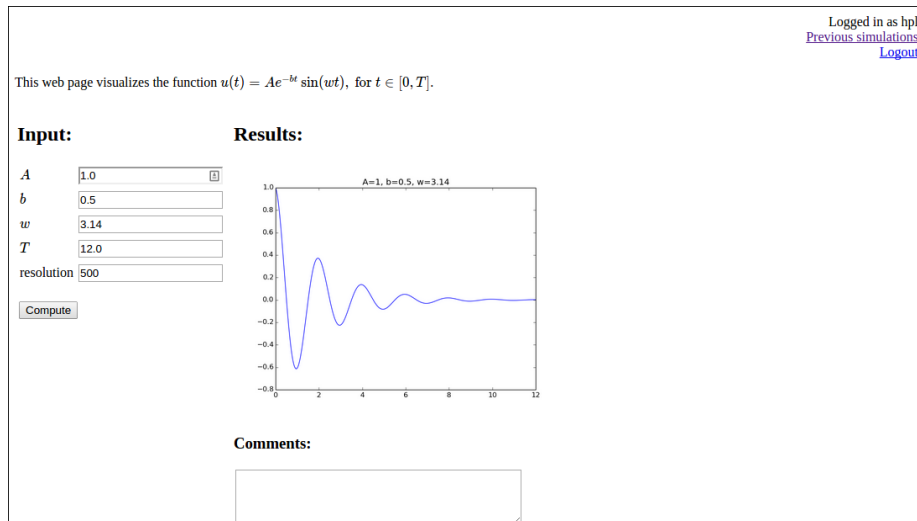 Logged in as hpl
Previous simulations
Logout
This web page visualizes the function u(t) = Ae^{-bt} sin(wt), for t ∈ [0, T].
Input:
Results:
A 1.0
b 0.5
w 3.14
T 12.0
resolution 500
Compute
A=1, b=0.5, w=3.14
1.0
0.8
0.6
0.4
0.2
0.0
−0.2
−0.4
−0.6
−0.8
0 2 4 6 8 10 12
Comments: